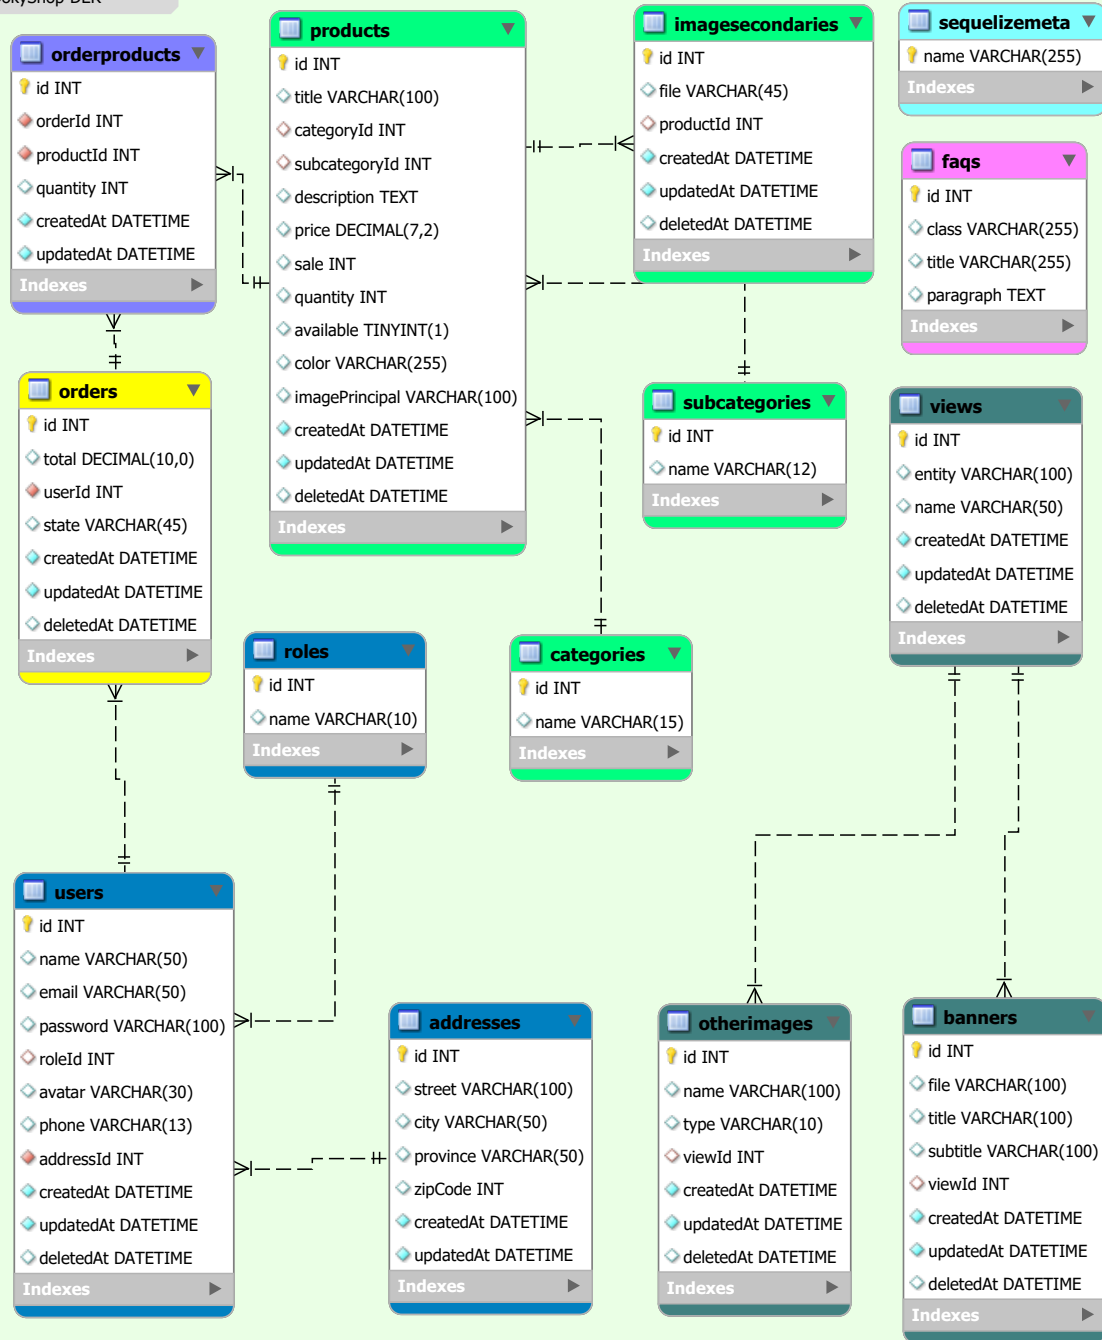 orderproducts
id INT
orderId INT
productId INT
quantity INT
createdAt DATETIME
updatedAt DATETIME
Indexes
products
id INT
title VARCHAR(100)
categoryId INT
subcategoryId INT
description TEXT
price DECIMAL(7,2)
sale INT
quantity INT
available TINYINT(1)
color VARCHAR(255)
imagePrincipal VARCHAR(100)
createdAt DATETIME
updatedAt DATETIME
deletedAt DATETIME
Indexes
imagesecondaries
id INT
file VARCHAR(45)
productId INT
createdAt DATETIME
updatedAt DATETIME
deletedAt DATETIME
Indexes
sequelizemeta
name VARCHAR(255)
Indexes
faqs
id INT
class VARCHAR(255)
title VARCHAR(255)
paragraph TEXT
Indexes
orders
id INT
total DECIMAL(10,0)
userId INT
state VARCHAR(45)
createdAt DATETIME
updatedAt DATETIME
deletedAt DATETIME
Indexes
subcategories
id INT
name VARCHAR(12)
Indexes
views
id INT
entity VARCHAR(100)
name VARCHAR(50)
createdAt DATETIME
updatedAt DATETIME
deletedAt DATETIME
Indexes
roles
id INT
name VARCHAR(10)
Indexes
categories
id INT
name VARCHAR(15)
Indexes
users
id INT
name VARCHAR(50)
email VARCHAR(50)
password VARCHAR(100)
roleId INT
avatar VARCHAR(30)
phone VARCHAR(13)
addressId INT
createdAt DATETIME
updatedAt DATETIME
deletedAt DATETIME
Indexes
addresses
id INT
street VARCHAR(100)
city VARCHAR(50)
province VARCHAR(50)
zipCode INT
createdAt DATETIME
updatedAt DATETIME
Indexes
otherimages
id INT
name VARCHAR(100)
type VARCHAR(10)
viewId INT
createdAt DATETIME
updatedAt DATETIME
deletedAt DATETIME
Indexes
banners
id INT
file VARCHAR(100)
title VARCHAR(100)
subtitle VARCHAR(100)
viewId INT
createdAt DATETIME
updatedAt DATETIME
deletedAt DATETIME
Indexes